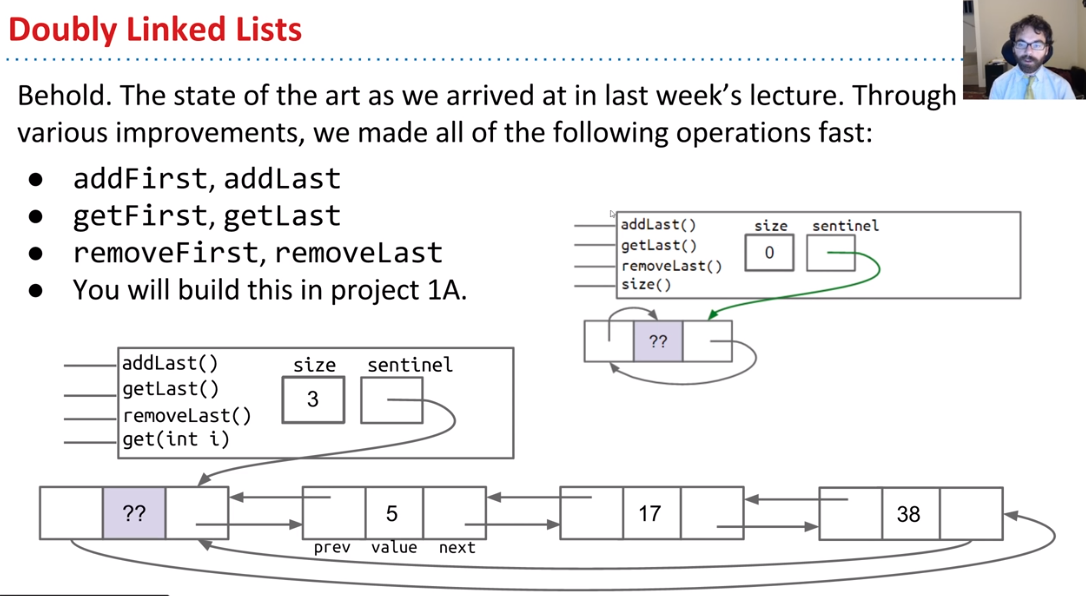 Doubly Linked Lists
Behold. The state of the art as we arrived at in last week's lecture. Through
various improvements, we made all of the following operations fast:
● addFirst, addLast
● getFirst, getLast
● removeFirst, removeLast
● You will build this in project 1A.
addLast()
getLast()
removeLast()
size()
size
0
sentinel
??
addLast()
getLast()
removeLast()
get(int i)
size
3
sentinel
??
5
17
38
prev value next